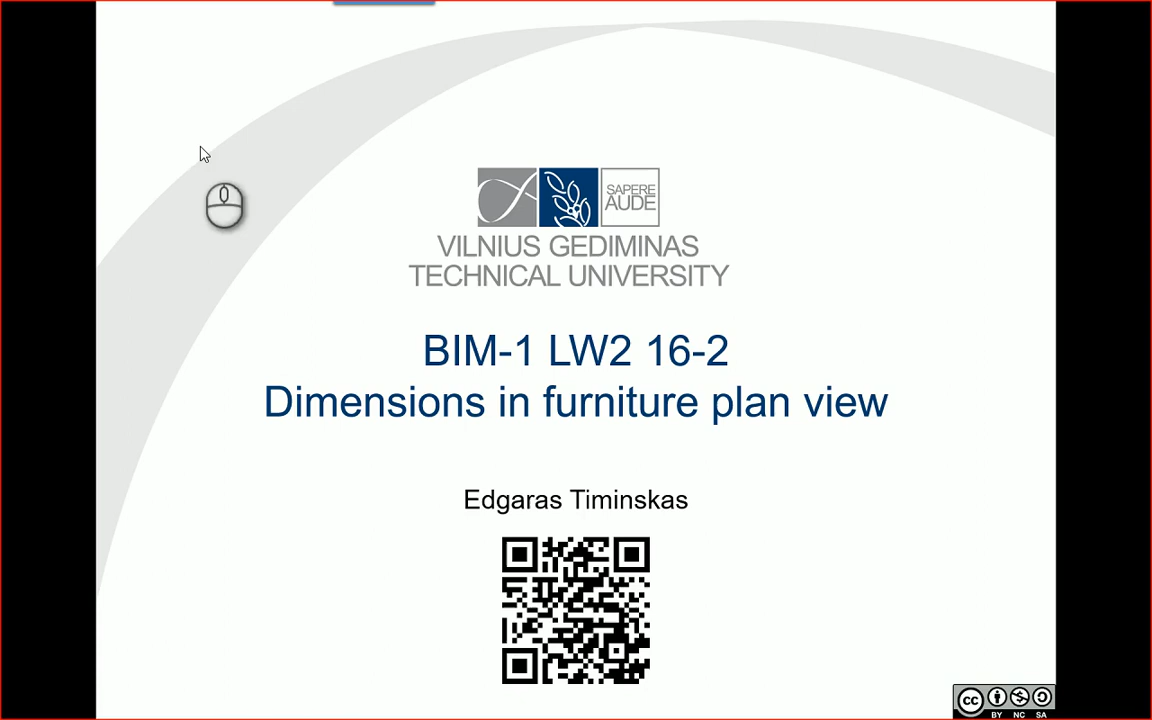 SAPERE
AUDE
VILNIUS GEDIMINAS
TECHNICAL UNIVERSITY
BIM-1 LW2 16-2
Dimensions in furniture plan view
Edgaras Timinskas
cc
BY NC SA